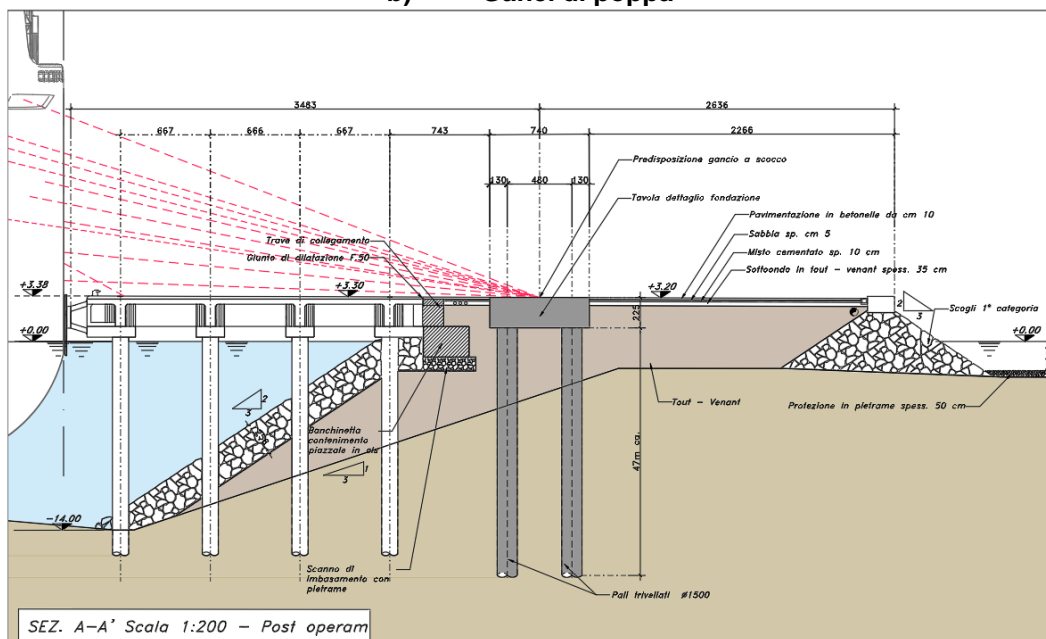 b) Ganci di poppa
3483
2636
667
666
667
743
740
2266
Predisposizione gancio a scocco
130
480
130
Tavola dettaglio fondazione
Pavimentazione in betonelle da cm 10
Sabbia sp. cm 5
Trave di collegamento
Misto cementato sp. 10 cm
Giunto di dilatazione F.50
Sottoondo in tout - venant spess. 35 cm
+3.38
+3.30
+3.20
2
3
Scogli 1° categoria
225
+0.00
+0.00
2
3
Tout - Venant
Protezione in pietrame spess. 50 cm
Banchinetta
contenimento
piazzale in cls
47m ca.
1
3
-14.00
Scanno di
imbasamento con
pietrame
Pali trivellati ø1500
SEZ. A-A' Scala 1:200 - Post operam